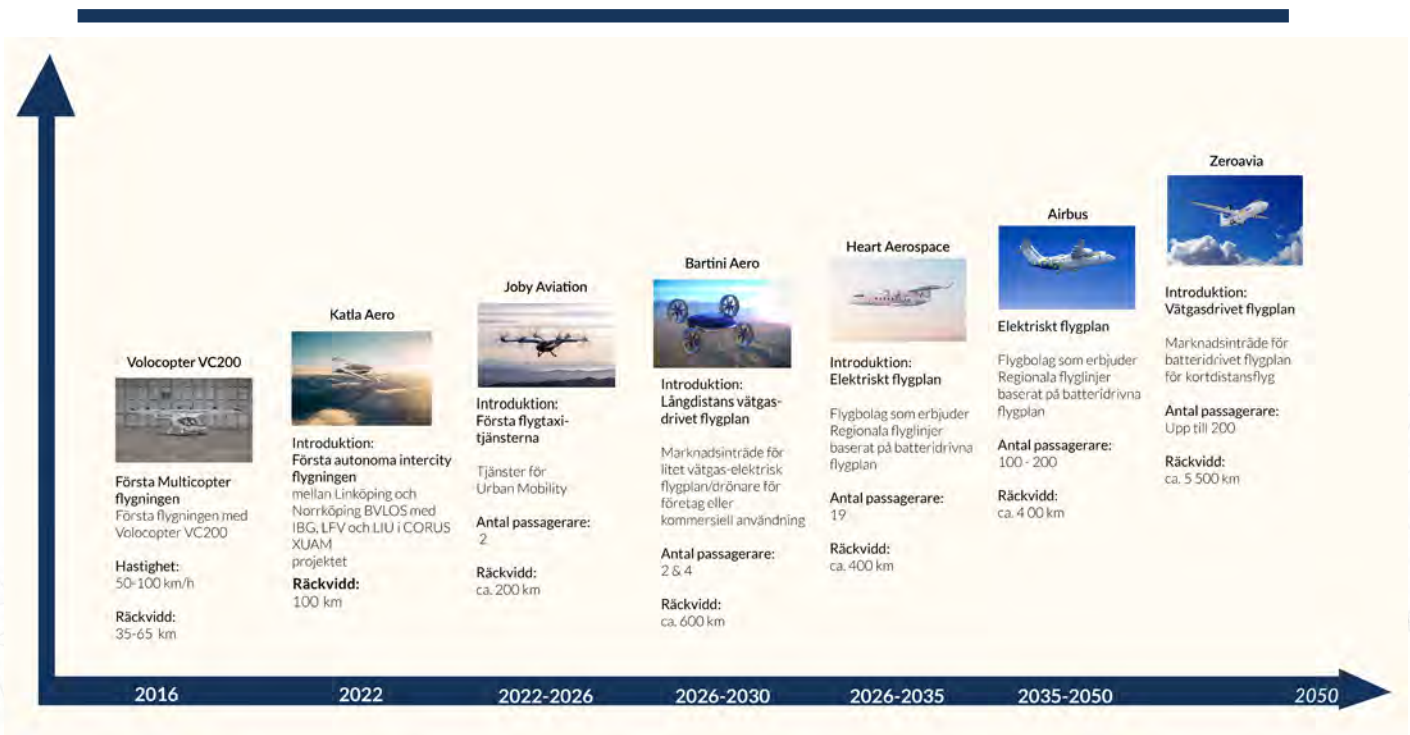 Volocopter VC200
Första Multicopter
flygningen
Första flygningen med
Volocopter VC200
Hastighet:
50-100 km/h
Räckvidd:
35-65 km
Katla Aero
Introduktion:
Första autonoma intercity
flygningen
mellan Linköping och
Norrköping BVLOS med
IBG, LFV och LIU i CORUS
XUAM
projektet
Räckvidd:
100 km
Joby Aviation
Introduktion:
Första flygtaxi-
tjänsterna
Tjänster för
Urban Mobility
Antal passagerare:
2
Räckvidd:
ca. 200 km
Bartini Aero
Introduktion:
Långdistans vätgas-
drivet flygplan
Marknadsinträde för
litet vätgas-elektrisk
flygplan/drönare för
företag eller
kommersiell användning
Antal passagerare:
2 & 4
Räckvidd:
ca. 600 km
Heart Aerospace
Introduktion:
Elektriskt flygplan
Flygbolag som erbjuder
Regionala flyglinjer
baserat på batteridrivna
flygplan
Antal passagerare:
19
Räckvidd:
ca. 400 km
Airbus
Elektriskt flygplan
Flygbolag som erbjuder
Regionala flyglinjer
baserat på batteridrivna
flygplan
Antal passagerare:
100 - 200
Räckvidd:
ca. 4 00 km
Zeroavia
Introduktion:
Vätgasdrivet flygplan
Marknadsinträde för
batteridrivet flygplan
för kortdistansflyg
Antal passagerare:
Upp till 200
Räckvidd:
ca. 5 500 km
2016
2022
2022-2026
2026-2030
2026-2035
2035-2050
2050